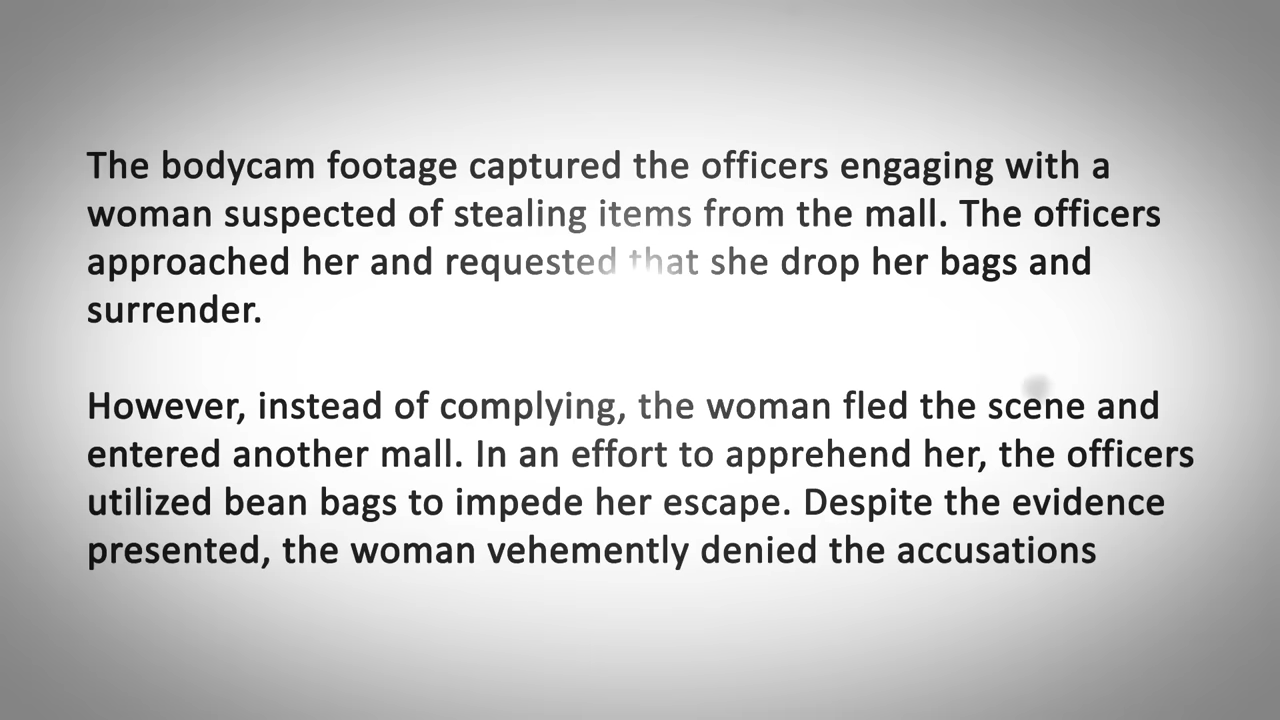 The bodycam footage captured the officers engaging with a
woman suspected of stealing items from the mall. The officers
approached her and requested that she drop her bags and
surrender.
However, instead of complying, the woman fled the scene and
entered another mall. In an effort to apprehend her, the officers
utilized bean bags to impede her escape. Despite the evidence
presented, the woman vehemently denied the accusations